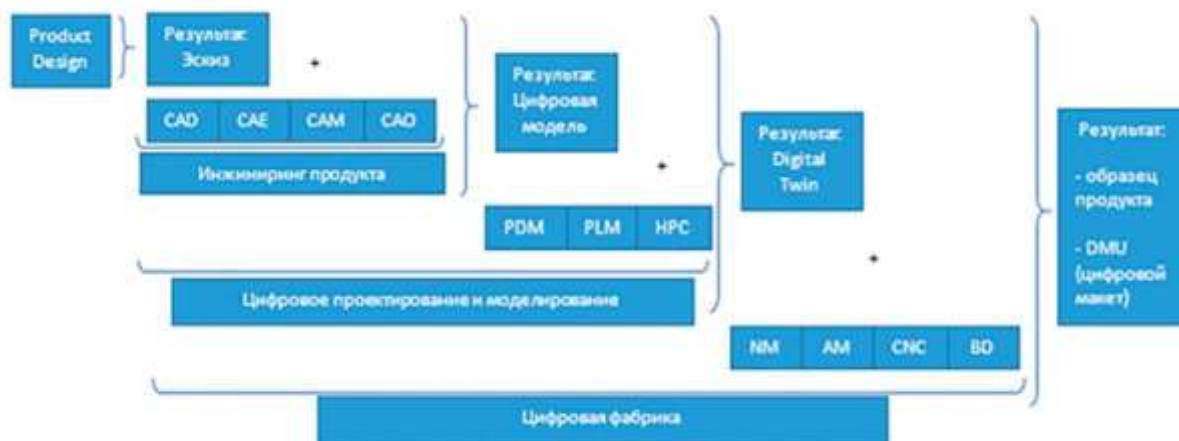 Product
Design
Результат:
Эскиз
+
CAD CAE CAM CAO
Инжиниринг продукта
Результат:
Цифровая
модель
+
PDM PLM HPC
Цифровое проектирование и моделирование
Результат:
Digital
Twin
+
NM AM CNC BD
Цифровая фабрика
Результат:
- образец
продукта
- DMU
(цифровой
макет)